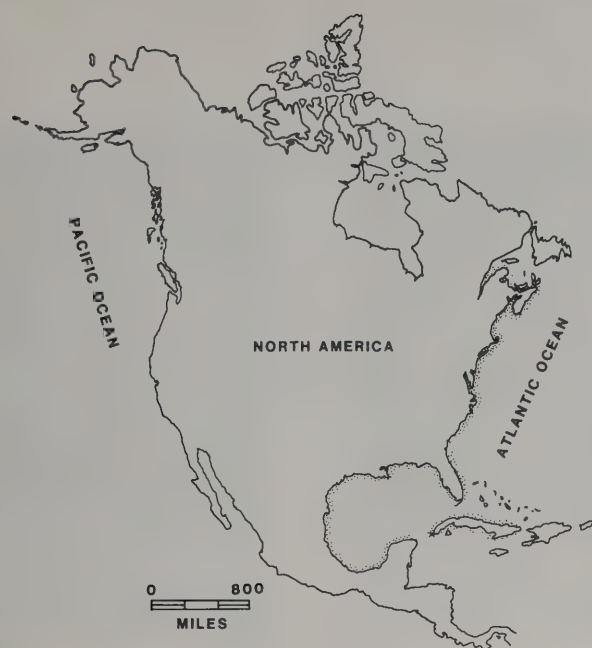 PACIFIC OCEAN
NORTH AMERICA
ATLANTIC OCEAN
0 800
MILES